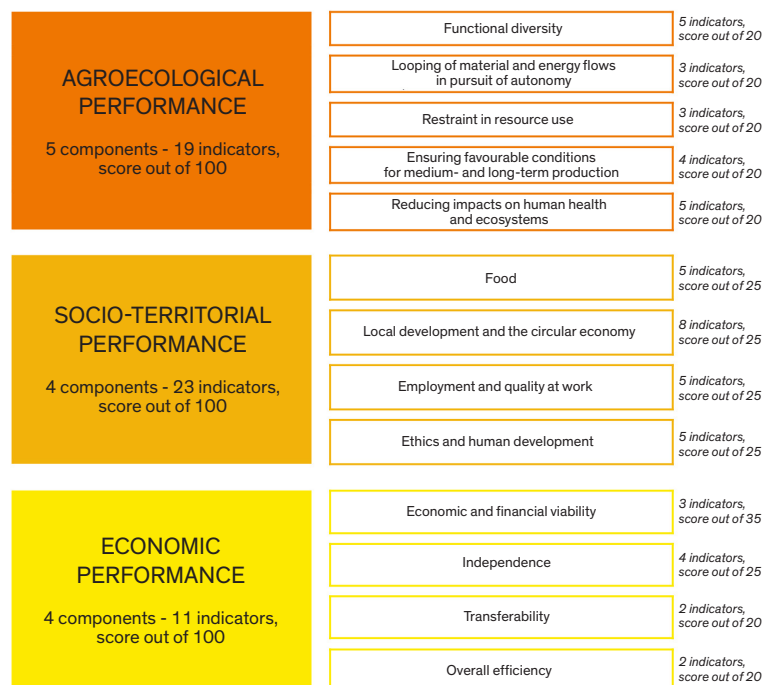 AGROECOLOGICAL
PERFORMANCE
5 components - 19 indicators,
score out of 100
Functional diversity
5 indicators,
score out of 20
Looping of material and energy flows
in pursuit of autonomy
3 indicators,
score out of 20
Restraint in resource use
3 indicators,
score out of 20
Ensuring favourable conditions
for medium- and long-term production
4 indicators,
score out of 20
Reducing impacts on human health
and ecosystems
5 indicators,
score out of 20
SOCIO-TERRITORIAL
PERFORMANCE
4 components - 23 indicators,
score out of 100
Food
5 indicators,
score out of 25
Local development and the circular economy
8 indicators,
score out of 25
Employment and quality at work
5 indicators,
score out of 25
Ethics and human development
5 indicators,
score out of 25
ECONOMIC
PERFORMANCE
4 components - 11 indicators,
score out of 100
Economic and financial viability
3 indicators,
score out of 35
Independence
4 indicators,
score out of 25
Transferability
2 indicators,
score out of 20
Overall efficiency
2 indicators,
score out of 20